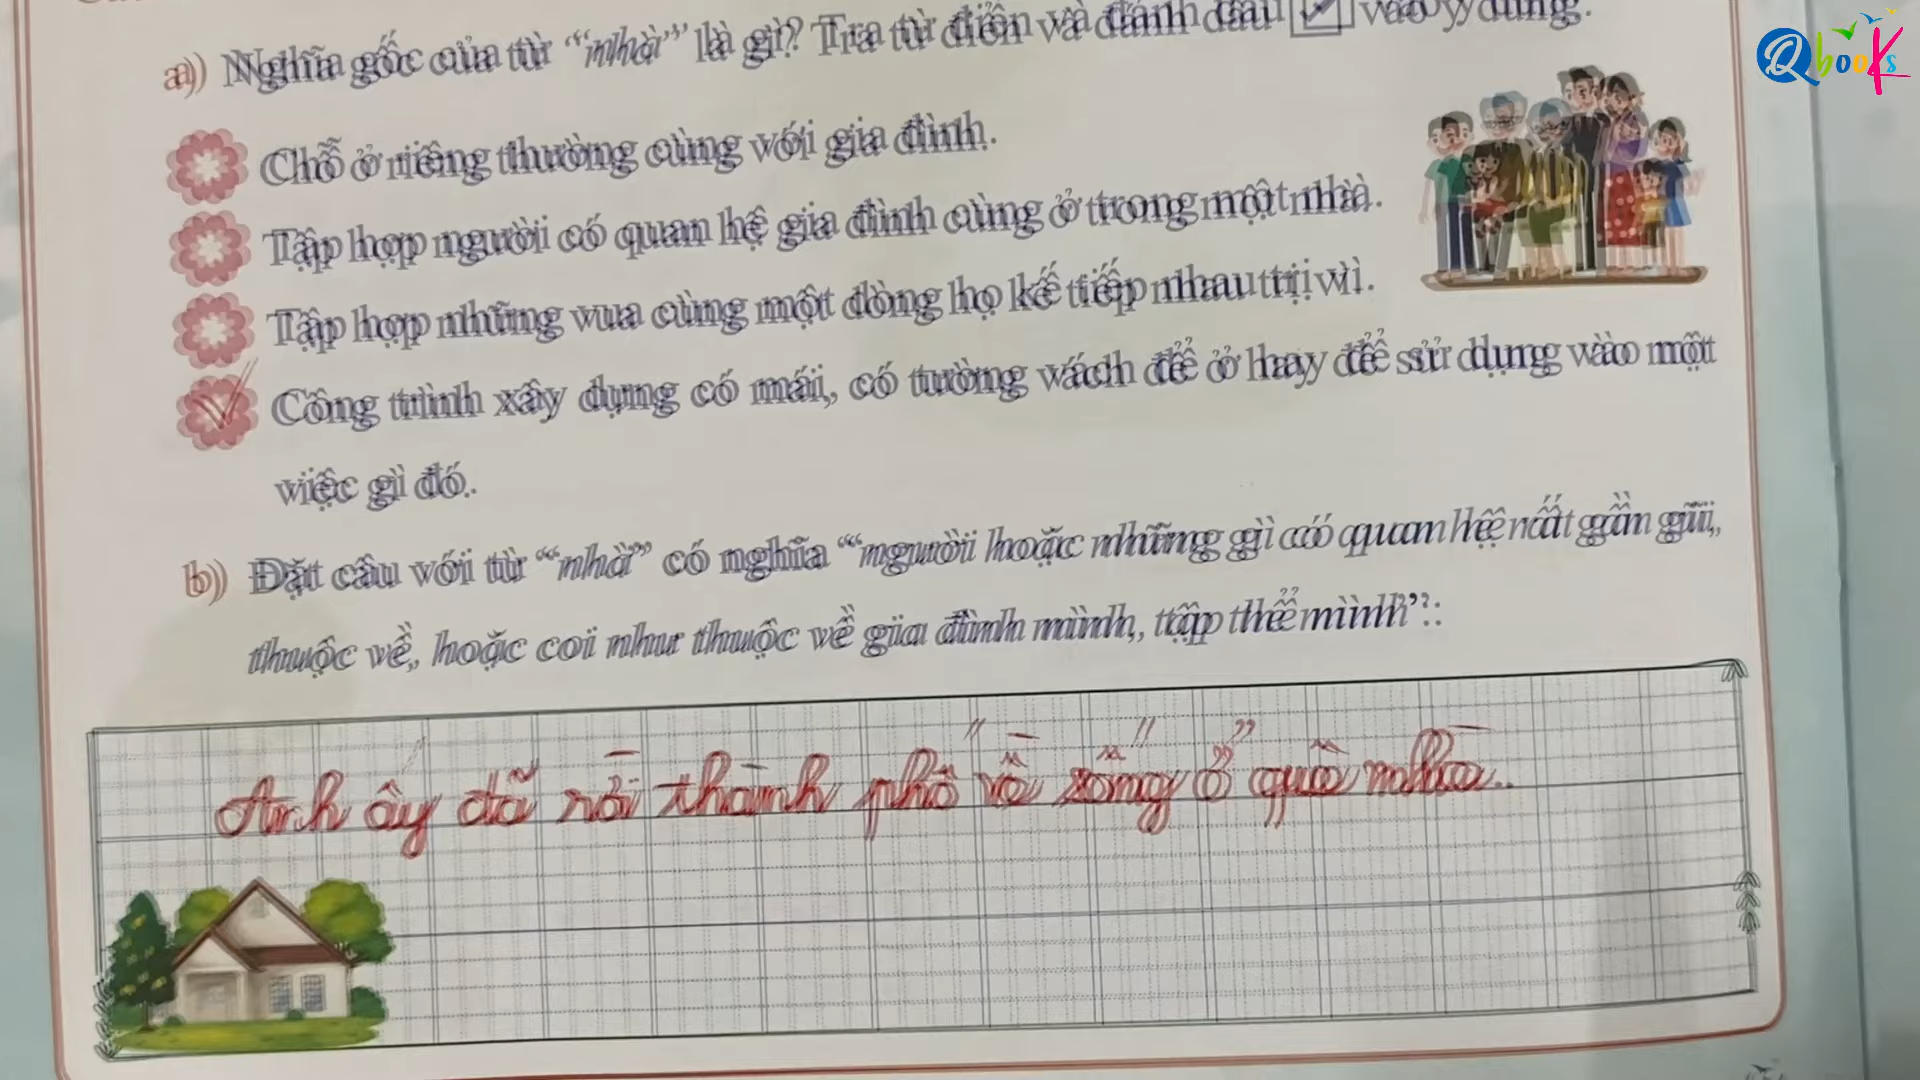 Qbooks
a) Nghĩa gốc của từ “nhà” là gì? Tra từ điển và đánh dấu ✓ vào ý đúng.
Chỗ ở riêng thường cùng với gia đình.
Tập hợp người có quan hệ gia đình cùng ở trong một nhà.
Tập hợp những vua cùng một dòng họ kế tiếp nhau trị vì.
Công trình xây dựng có mái, có tường vách để ở hay để sử dụng vào một
việc gì đó.
b) Đặt câu với từ “nhà” có nghĩa “người hoặc những gì có quan hệ rất gần gũi,
thuộc về, hoặc coi như thuộc về gia đình mình, tập thể mình”:
Anh ấy đã rời thành phố về sống ở quê nhà.